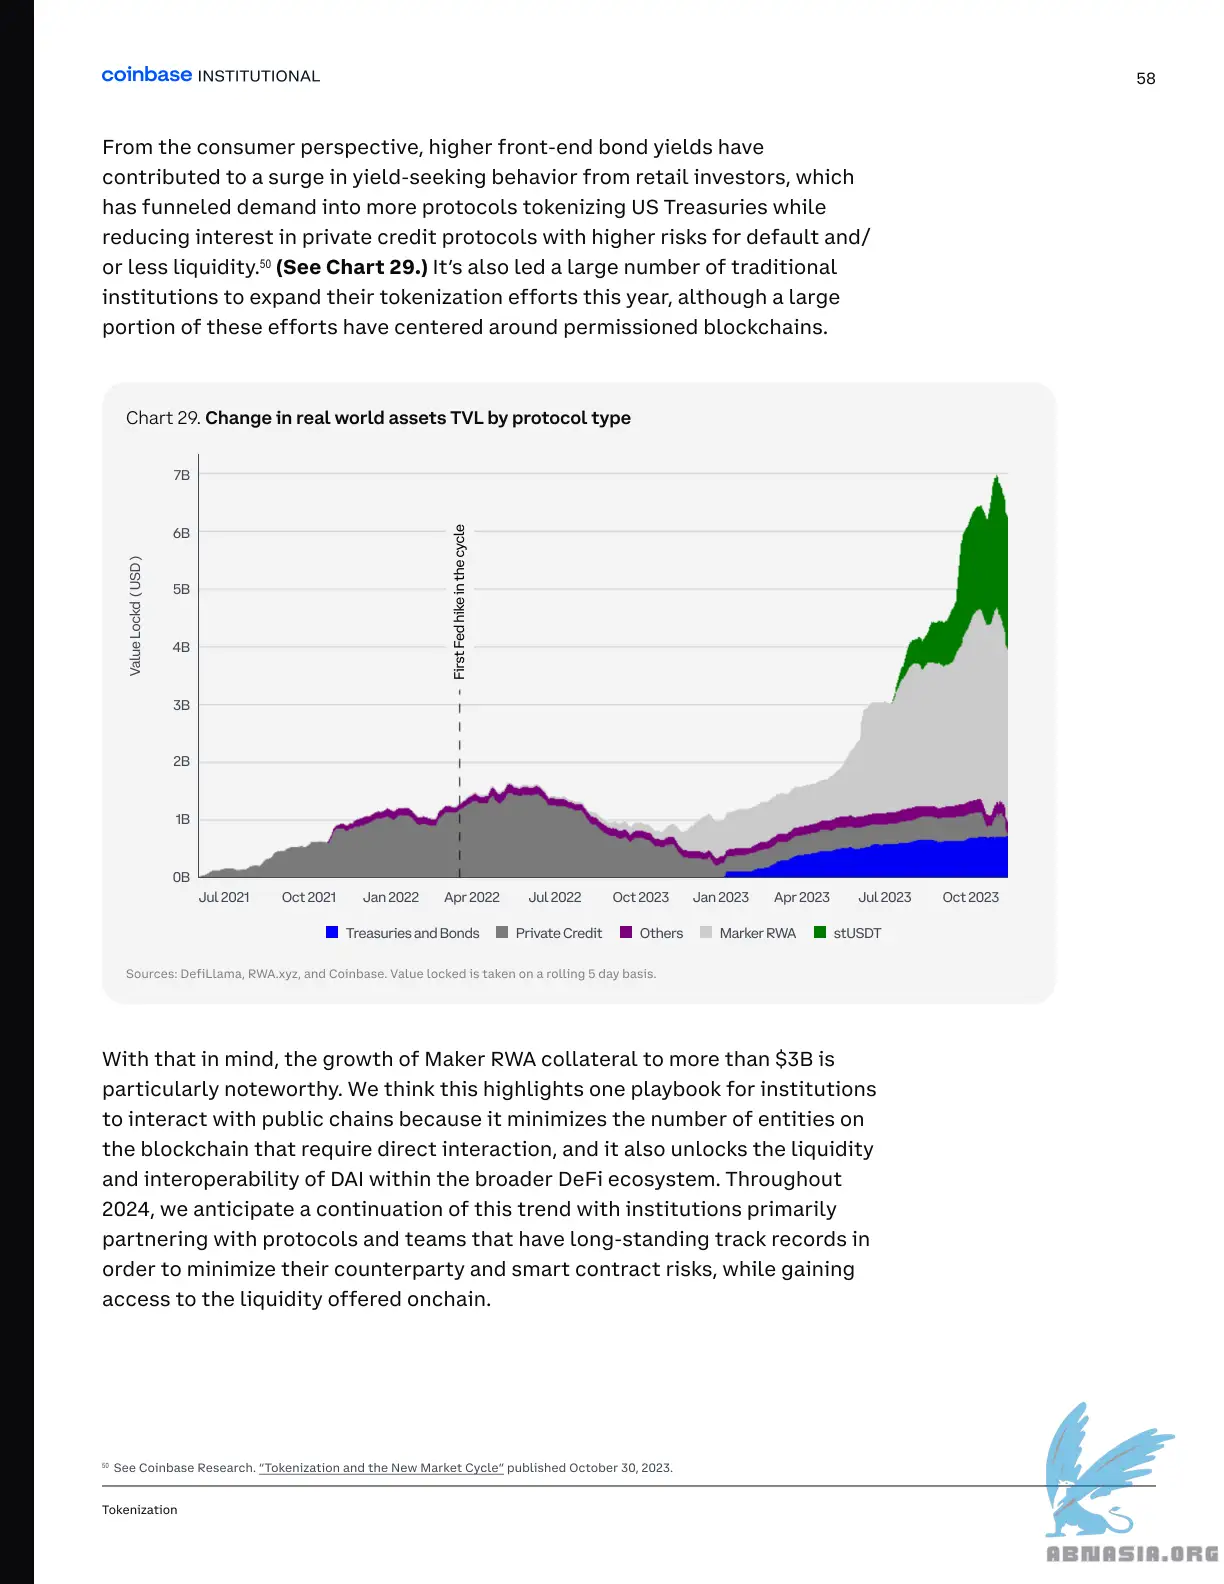 coinbase INSTITUTIONAL
58
From the consumer perspective, higher front-end bond yields have
contributed to a surge in yield-seeking behavior from retail investors, which
has funneled demand into more protocols tokenizing US Treasuries while
reducing interest in private credit protocols with higher risks for default and/
or less liquidity.50 (See Chart 29.) It’s also led a large number of traditional
institutions to expand their tokenization efforts this year, although a large
portion of these efforts have centered around permissioned blockchains.
Chart 29. Change in real world assets TVL by protocol type
Value Lockd (USD)
7B
6B
5B
4B
3B
2B
1B
0B
First Fed hike in the cycle
Jul 2021 Oct 2021 Jan 2022 Apr 2022 Jul 2022 Oct 2023 Jan 2023 Apr 2023 Jul 2023 Oct 2023
Treasuries and Bonds Private Credit Others Marker RWA stUSDT
Sources: DefiLlama, RWA.xyz, and Coinbase. Value locked is taken on a rolling 5 day basis.
With that in mind, the growth of Maker RWA collateral to more than $3B is
particularly noteworthy. We think this highlights one playbook for institutions
to interact with public chains because it minimizes the number of entities on
the blockchain that require direct interaction, and it also unlocks the liquidity
and interoperability of DAI within the broader DeFi ecosystem. Throughout
2024, we anticipate a continuation of this trend with institutions primarily
partnering with protocols and teams that have long-standing track records in
order to minimize their counterparty and smart contract risks, while gaining
access to the liquidity offered onchain.
50 See Coinbase Research. “Tokenization and the New Market Cycle” published October 30, 2023.
Tokenization
ABNASIA.ORG